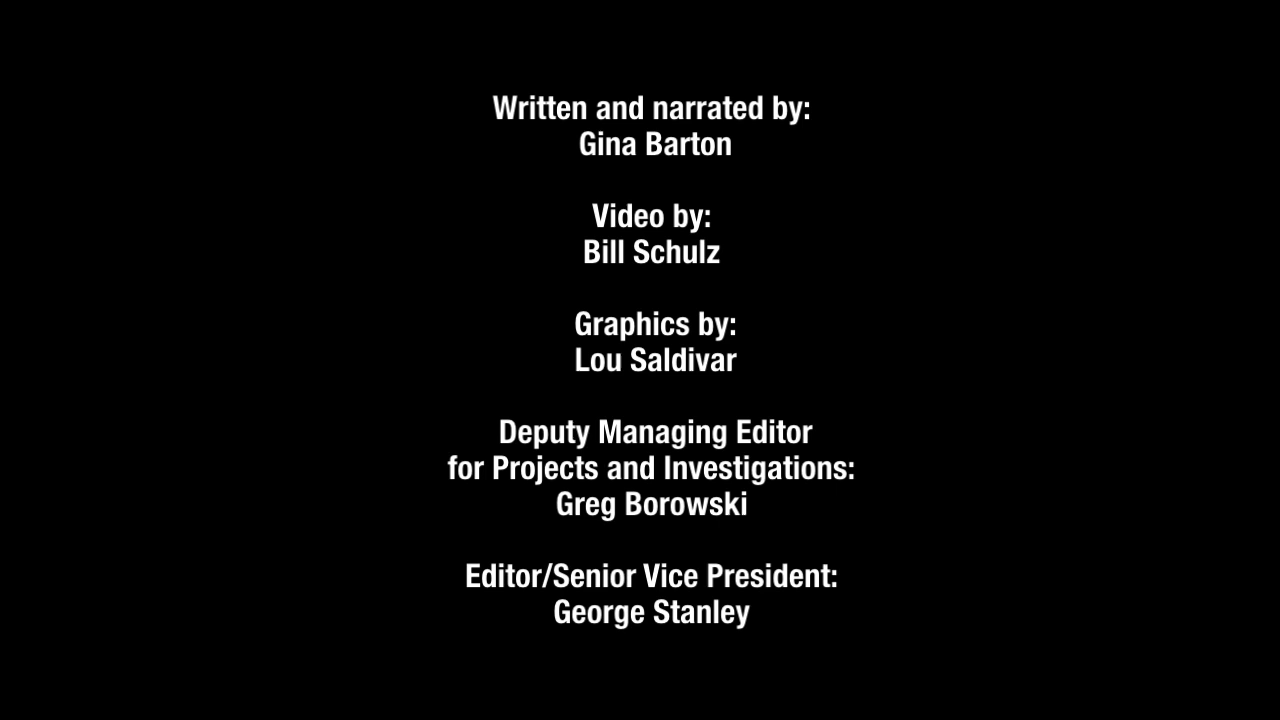 Written and narrated by:
Gina Barton
Video by:
Bill Schulz
Graphics by:
Lou Saldivar
Deputy Managing Editor
for Projects and Investigations:
Greg Borowski
Editor/Senior Vice President:
George Stanley